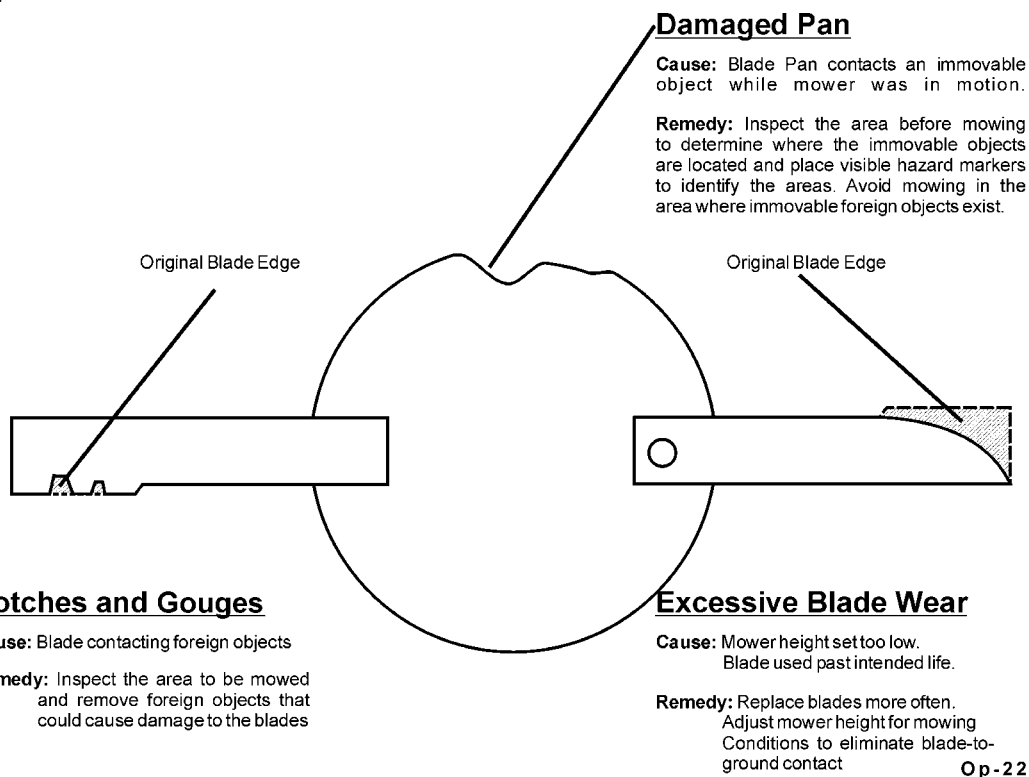 Damaged Pan
Cause: Blade Pan contacts an immovable
object while mower was in motion.
Remedy: Inspect the area before mowing
to determine where the immovable objects
are located and place visible hazard markers
to identify the areas. Avoid mowing in the
area where immovable foreign objects exist.
Original Blade Edge
Original Blade Edge
otches and Gouges
use: Blade contacting foreign objects
medy: Inspect the area to be mowed
and remove foreign objects that
could cause damage to the blades
Excessive Blade Wear
Cause: Mower height set too low.
Blade used past intended life.
Remedy: Replace blades more often.
Adjust mower height for mowing
Conditions to eliminate blade-to-
ground contact
Op-22